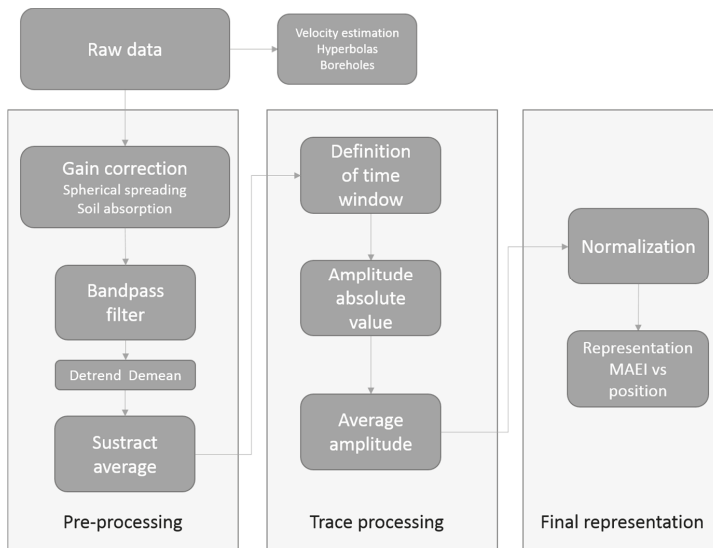 Raw data
Velocity estimation
Hyperbolas
Boreholes
Gain correction
Spherical spreading
Soil absorption
Bandpass
filter
Detrend Demean
Sustract
average
Pre-processing
Definition
of time
window
Amplitude
absolute
value
Average
amplitude
Trace processing
Normalization
Representation
MAEI vs
position
Final representation